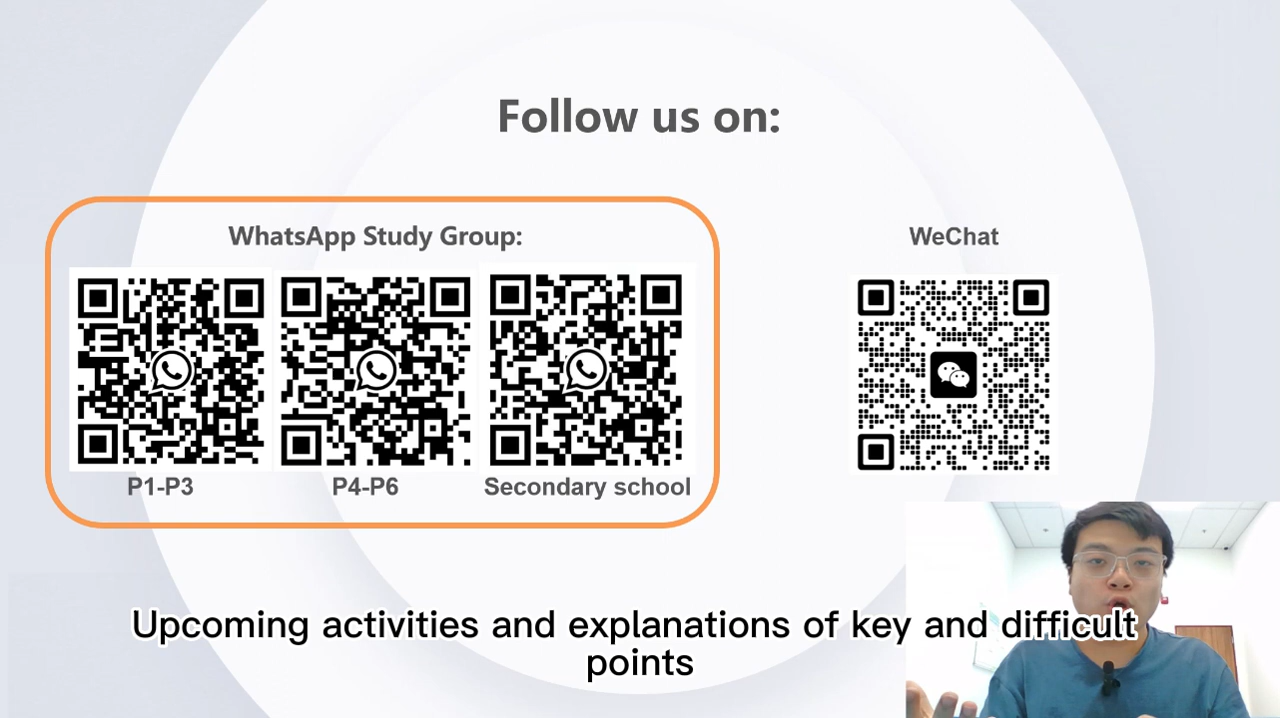 Follow us on:
WhatsApp Study Group:
WeChat
P1-P3
P4-P6
Secondary school
Upcoming activities and explanations of key and difficult
points